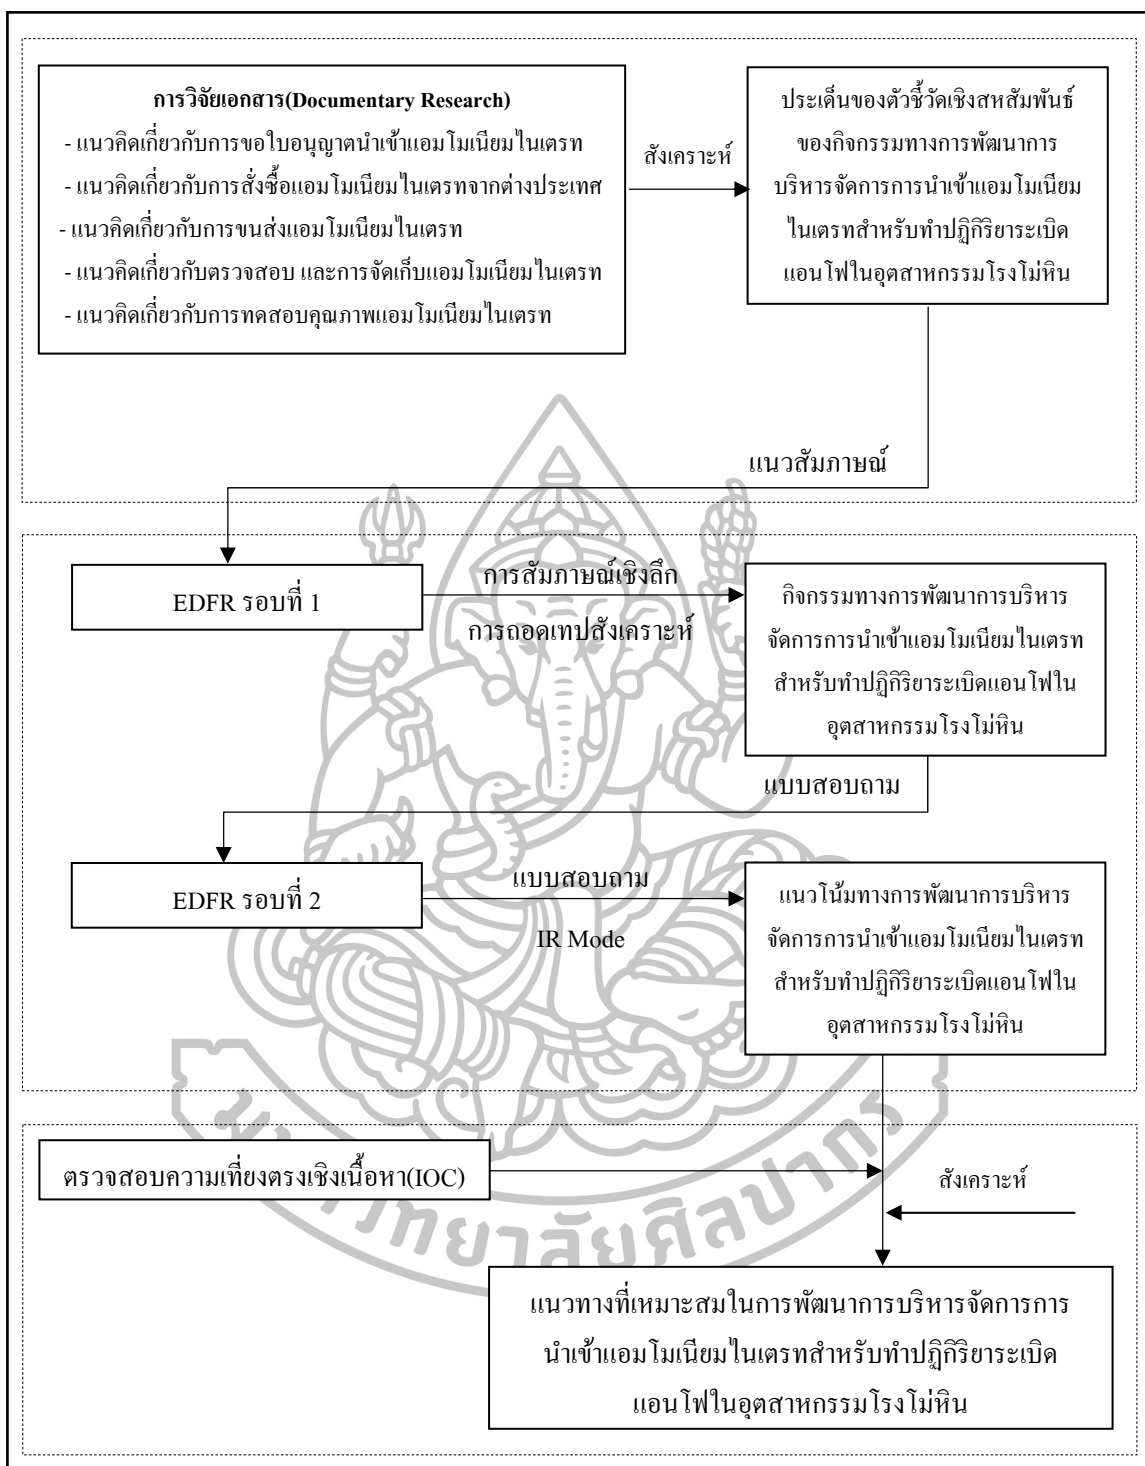 การวิจัยเอกสาร(Documentary Research)
- แนวคิดเกี่ยวกับการขอใบอนุญาตนำเข้าแอมโมเนียมไนเตรท
- แนวคิดเกี่ยวกับการสั่งซื้อแอมโมเนียมไนเตรทจากต่างประเทศ
- แนวคิดเกี่ยวกับการขนส่งแอมโมเนียมไนเตรท
- แนวคิดเกี่ยวกับตรวจสอบ และการจัดเก็บแอมโมเนียมไนเตรท
- แนวคิดเกี่ยวกับการทดสอบคุณภาพแอมโมเนียมไนเตรท
สังเคราะห์
ประเด็นของตัวชี้วัดเชิงสหสัมพันธ์
ของกิจกรรมทางการพัฒนาการ
บริหารจัดการการนำเข้าแอมโมเนียม
ไนเตรทสำหรับทำปฏิกิริยาระเบิด
แอนโฟในอุตสาหกรรมโรงโม่หิน
แนวสัมภาษณ์
EDFR รอบที่ 1
การสัมภาษณ์เชิงลึก
การถอดเทปสังเคราะห์
กิจกรรมทางการพัฒนาการบริหาร
จัดการการนำเข้าแอมโมเนียมไนเตรท
สำหรับทำปฏิกิริยาระเบิดแอนโฟใน
อุตสาหกรรมโรงโม่หิน
แบบสอบถาม
EDFR รอบที่ 2
แบบสอบถาม
IR Mode
แนวโน้มทางการพัฒนาการบริหาร
จัดการการนำเข้าแอมโมเนียมไนเตรท
สำหรับทำปฏิกิริยาระเบิดแอนโฟใน
อุตสาหกรรมโรงโม่หิน
ตรวจสอบความเที่ยงตรงเชิงเนื้อหา(IOC)
สังเคราะห์
แนวทางที่เหมาะสมในการพัฒนาการบริหารจัดการการ
นำเข้าแอมโมเนียมไนเตรทสำหรับทำปฏิกิริยาระเบิด
แอนโฟในอุตสาหกรรมโรงโม่หิน
มหาวิทยาลัยศิลปากร